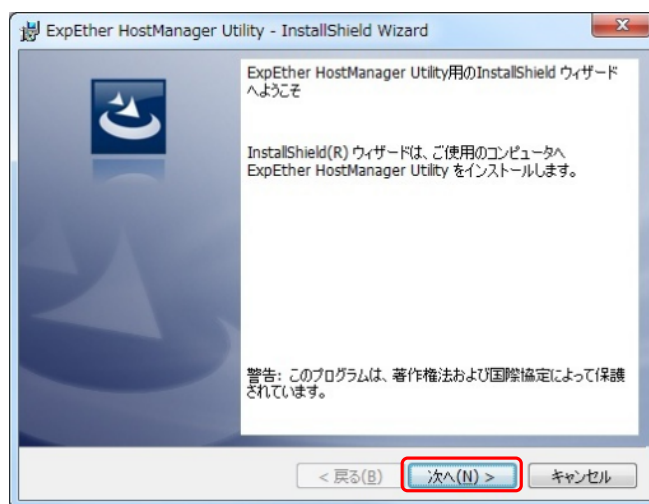 ExpEther HostManager Utility - InstallShield Wizard
ExpEther HostManager Utility用のInstallShield ウィザード
へようこそ
InstallShield(R) ウィザードは、ご使用のコンピュータへ
ExpEther HostManager Utility をインストールします。
警告: このプログラムは、著作権法および国際協定によって保護
されています。
< 戻る(B) 次へ(N) > キャンセル